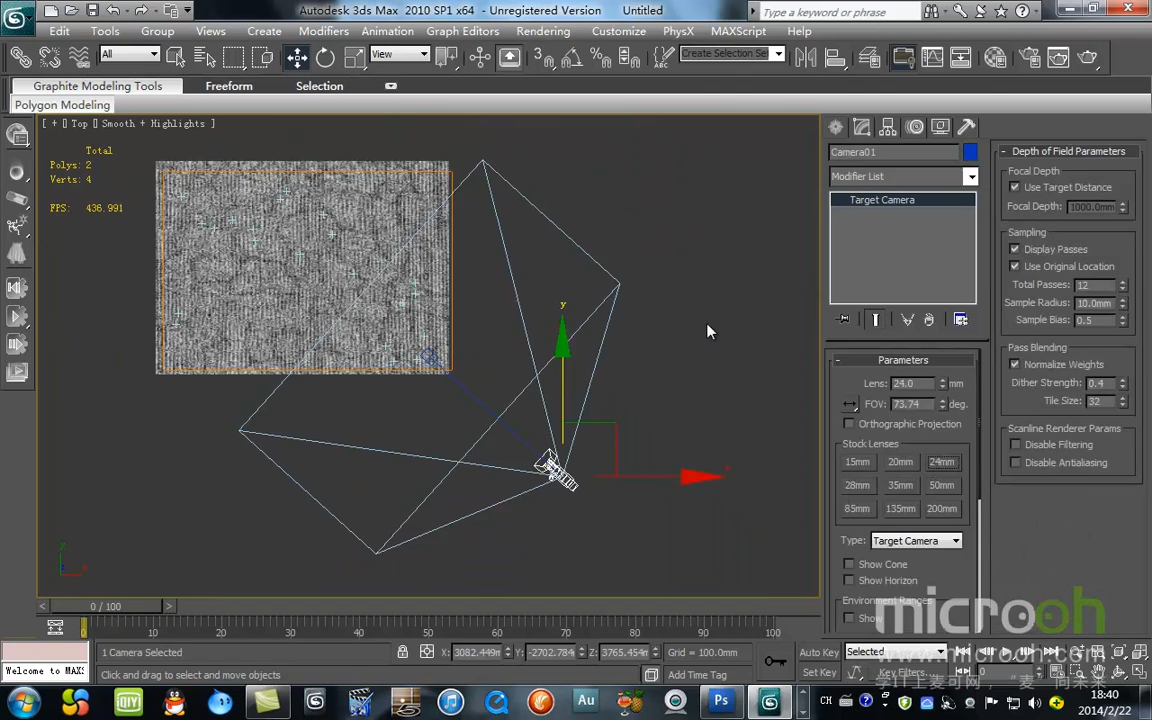 Autodesk 3ds Max 2010 SP1 x64 - Unregistered Version Untitled
Type a keyword or phrase
Edit Tools Group Views Create Modifiers Animation Graph Editors Rendering Customize PhysX MAXScript Help
All View Create Selection Se
Graphite Modeling Tools Freeform Selection
Polygon Modeling
[ + ] Top [ Smooth + Highlights ]
Total
Polys: 2
Verts: 4
FPS: 436.991
y
x
Camera01
Modifier List
Target Camera
Parameters
Lens: 24.0 mm
FOV: 73.74 deg.
Orthographic Projection
Stock Lenses
15mm 20mm 24mm
28mm 35mm 50mm
85mm 135mm 200mm
Type: Target Camera
Show Cone
Show Horizon
Environment Ranges
Show
Depth of Field Parameters
Focal Depth
Use Target Distance
Focal Depth: 1000.0mm
Sampling
Display Passes
Use Original Location
Total Passes: 12
Sample Radius: 10.0mm
Sample Bias: 0.5
Pass Blending
Normalize Weights
Dither Strength: 0.4
Tile Size: 32
Scanline Renderer Params
Disable Filtering
Disable Antialiasing
microoh
www.microoh.com
0 / 100
0 10 20 30 40 50 60 70 80 90 100
1 Camera Selected X: 3082.449m Y: -2702.784 Z: 3765.454m Grid = 100.0mm Auto Key Selected
Welcome to MAX Click and drag to select and move objects Add Time Tag Set Key Key Filters... 0
QIY Au Ps CH 18:40
2014/2/22